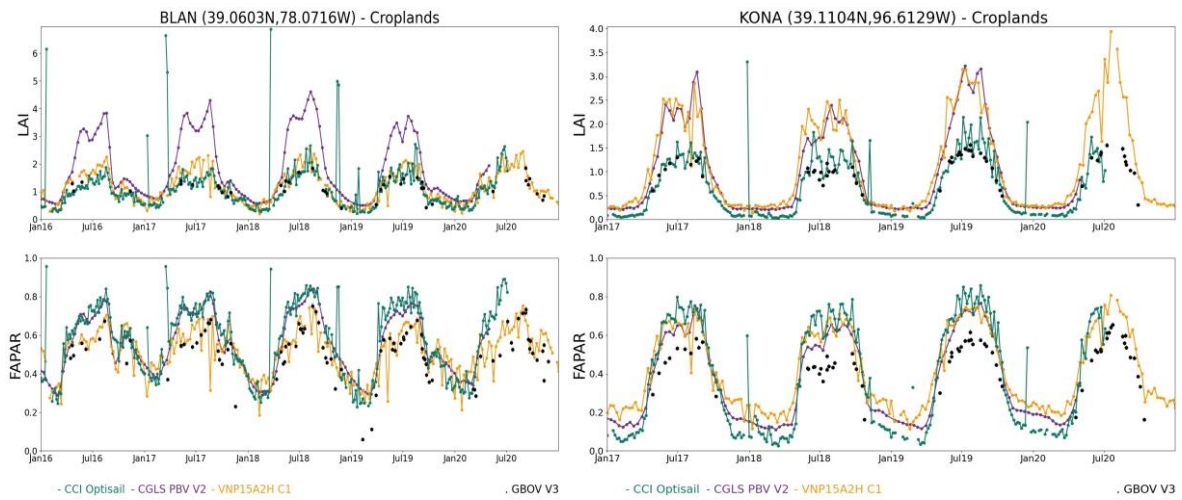 BLAN (39.0603N,78.0716W) - Croplands
LAI
6
5
4
3
2
1
0
Jan16 Jul16 Jan17 Jul17 Jan18 Jul18 Jan19 Jul19 Jan20 Jul20
FAPAR
1.0
0.8
0.6
0.4
0.2
0.0
Jan16 Jul16 Jan17 Jul17 Jan18 Jul18 Jan19 Jul19 Jan20 Jul20
- CCI Optisail - CGLS PBV V2 - VNP15A2H C1 . GBOV V3
KONA (39.1104N,96.6129W) - Croplands
LAI
4.0
3.5
3.0
2.5
2.0
1.5
1.0
0.5
0.0
Jan17 Jul17 Jan18 Jul18 Jan19 Jul19 Jan20 Jul20
FAPAR
1.0
0.8
0.6
0.4
0.2
0.0
Jan17 Jul17 Jan18 Jul18 Jan19 Jul19 Jan20 Jul20
- CCI Optisail - CGLS PBV V2 - VNP15A2H C1 . GBOV V3